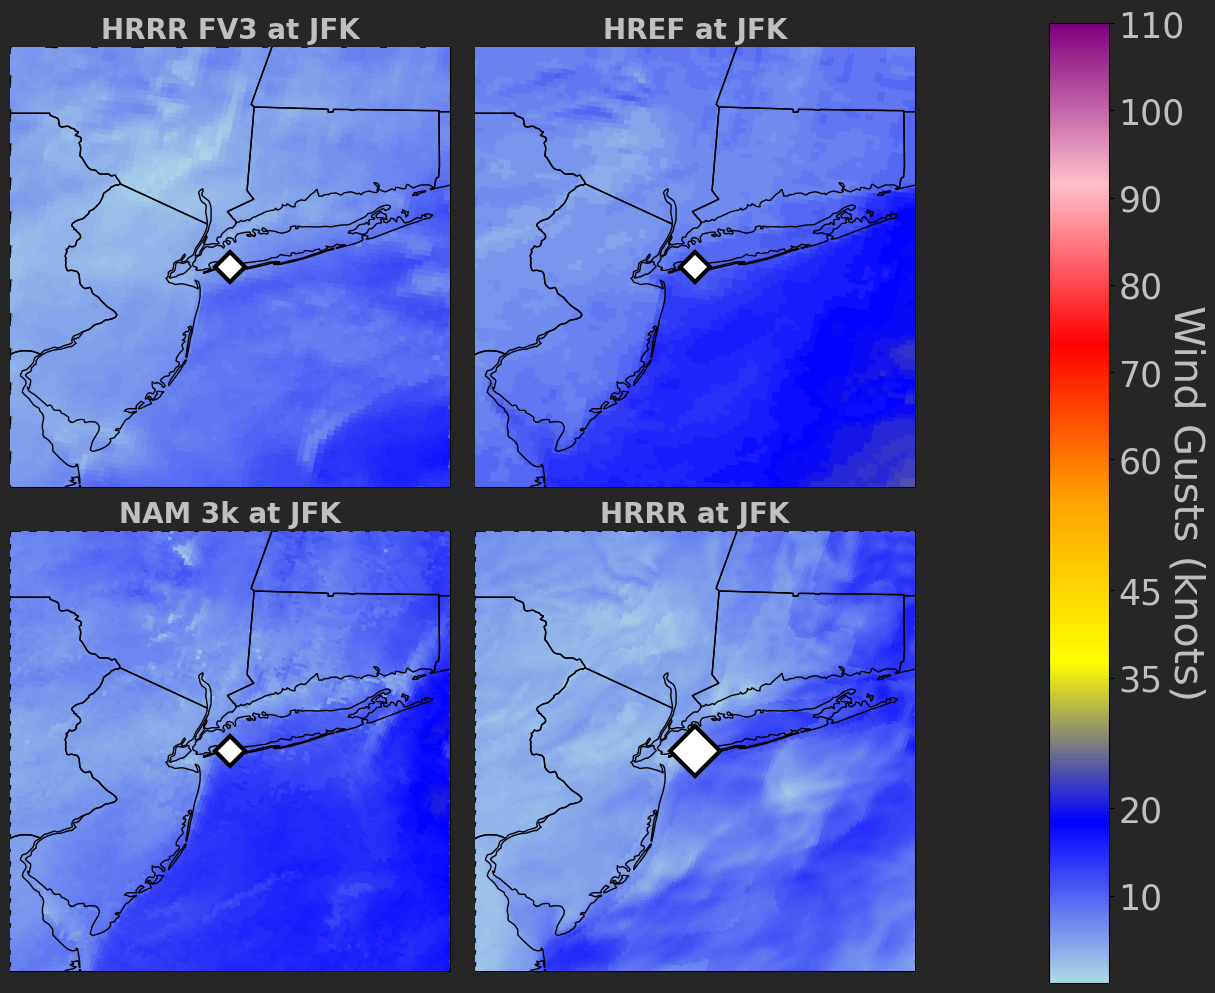 HRRR FV3 at JFK
HREF at JFK
NAM 3k at JFK
HRRR at JFK
110
100
90
80
70
60
45
35
20
10
Wind Gusts (knots)